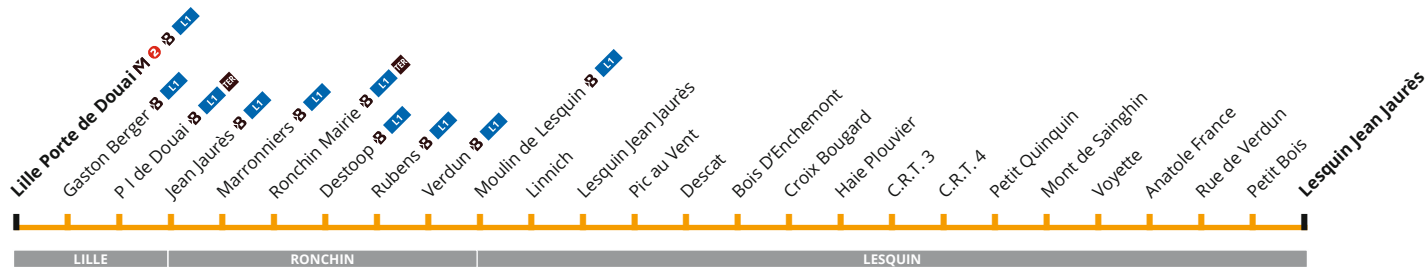 Lille Porte de Douai M 2 L1
Gaston Berger L1
P I de Douai L1 TER
Jean Jaurès L1
Marronniers L1
Ronchin Mairie L1 TER
Destoop L1
Rubens L1
Verdun L1
Moulin de Lesquin L1
Linnich
Lesquin Jean Jaurès
Pic au Vent
Descat
Bois D'Enchemont
Croix Bougard
Haie Plouvier
C.R.T. 3
C.R.T. 4
Petit Quinquin
Mont de Sainghin
Voyette
Anatole France
Rue de Verdun
Petit Bois
Lesquin Jean Jaurès
LILLE
RONCHIN
LESQUIN